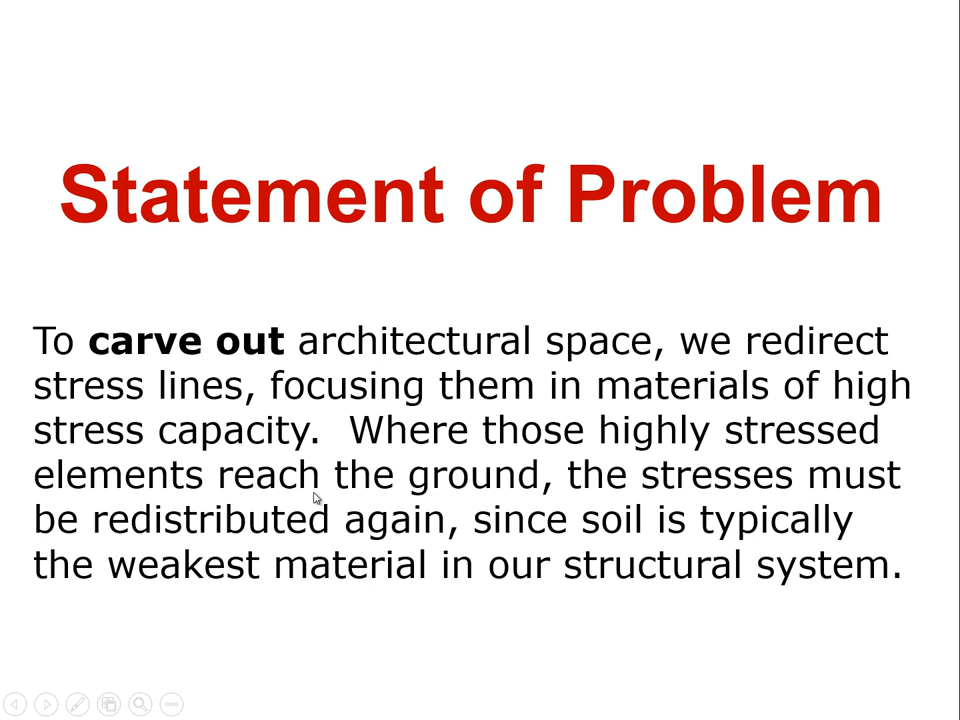 Statement of Problem
To carve out architectural space, we redirect
stress lines, focusing them in materials of high
stress capacity.  Where those highly stressed
elements reach the ground, the stresses must
be redistributed again, since soil is typically
the weakest material in our structural system.